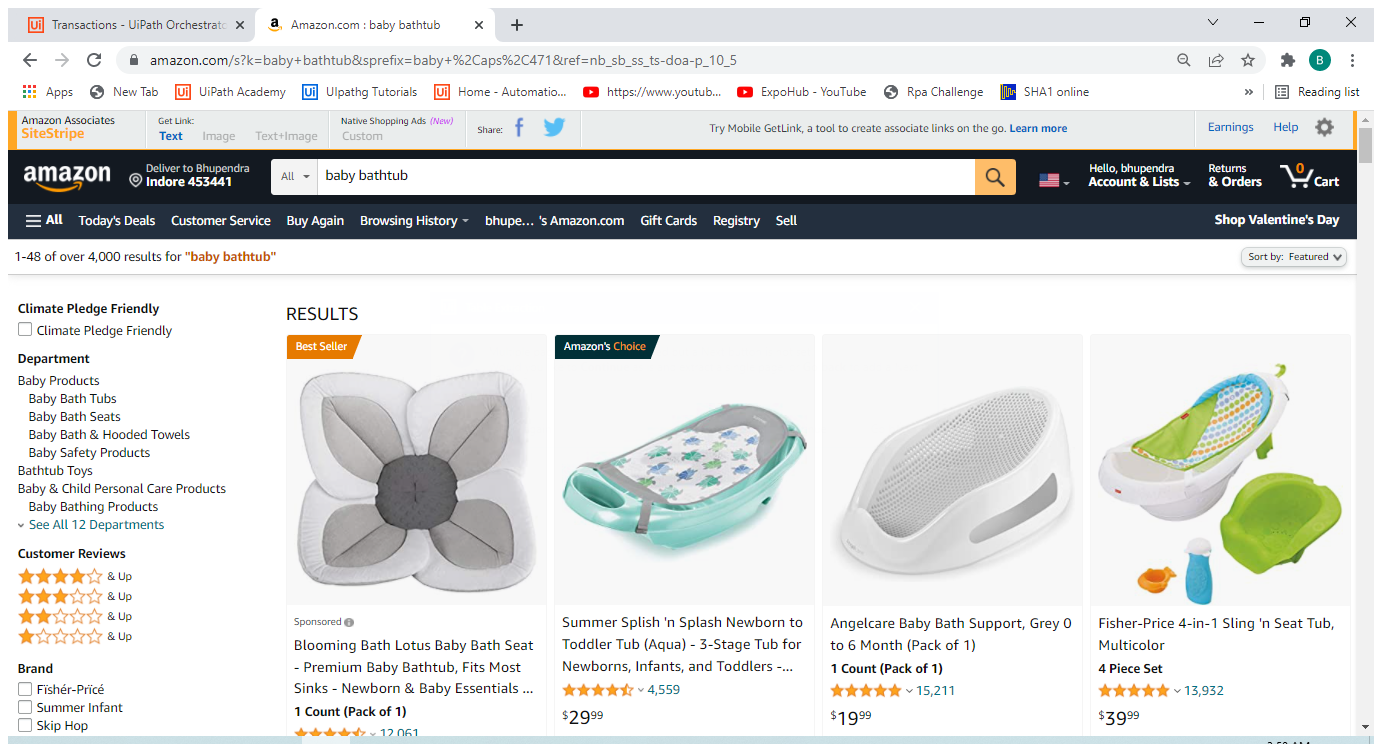 Transactions - UiPath Orchestrato
Amazon.com : baby bathtub
amazon.com/s?k=baby+bathtub&sprefix=baby+%2Caps%2C471&ref=nb_sb_ss_ts-doa-p_10_5
B
Apps
New Tab
UiPath Academy
UIpathg Tutorials
Home - Automatio...
https://www.youtub...
ExpoHub - YouTube
Rpa Challenge
SHA1 online
»
Reading list
Amazon Associates
SiteStripe
Get Link:
Text Image Text+Image
Native Shopping Ads (New)
Custom
Share:
Try Mobile GetLink, a tool to create associate links on the go. Learn more
Earnings Help
amazon
Deliver to Bhupendra
Indore 453441
All
baby bathtub
Hello, bhupendra
Account & Lists
Returns
& Orders
0
Cart
All Today's Deals Customer Service Buy Again Browsing History bhupe... 's Amazon.com Gift Cards Registry Sell
Shop Valentine's Day
1-48 of over 4,000 results for "baby bathtub"
Sort by: Featured
Climate Pledge Friendly
Climate Pledge Friendly
Department
Baby Products
Baby Bath Tubs
Baby Bath Seats
Baby Bath & Hooded Towels
Baby Safety Products
Bathtub Toys
Baby & Child Personal Care Products
Baby Bathing Products
See All 12 Departments
Customer Reviews
& Up
& Up
& Up
& Up
Brand
Fïshér-Prïcé
Summer Infant
Skip Hop
RESULTS
Best Seller
Sponsored
Blooming Bath Lotus Baby Bath Seat
- Premium Baby Bathtub, Fits Most
Sinks - Newborn & Baby Essentials ...
1 Count (Pack of 1)
12,061
Amazon's Choice
Summer Splish 'n Splash Newborn to
Toddler Tub (Aqua) - 3-Stage Tub for
Newborns, Infants, and Toddlers -...
4,559
$29.99
Angelcare Baby Bath Support, Grey 0
to 6 Month (Pack of 1)
1 Count (Pack of 1)
15,211
$19.99
Fisher-Price 4-in-1 Sling 'n Seat Tub,
Multicolor
4 Piece Set
13,932
$39.99